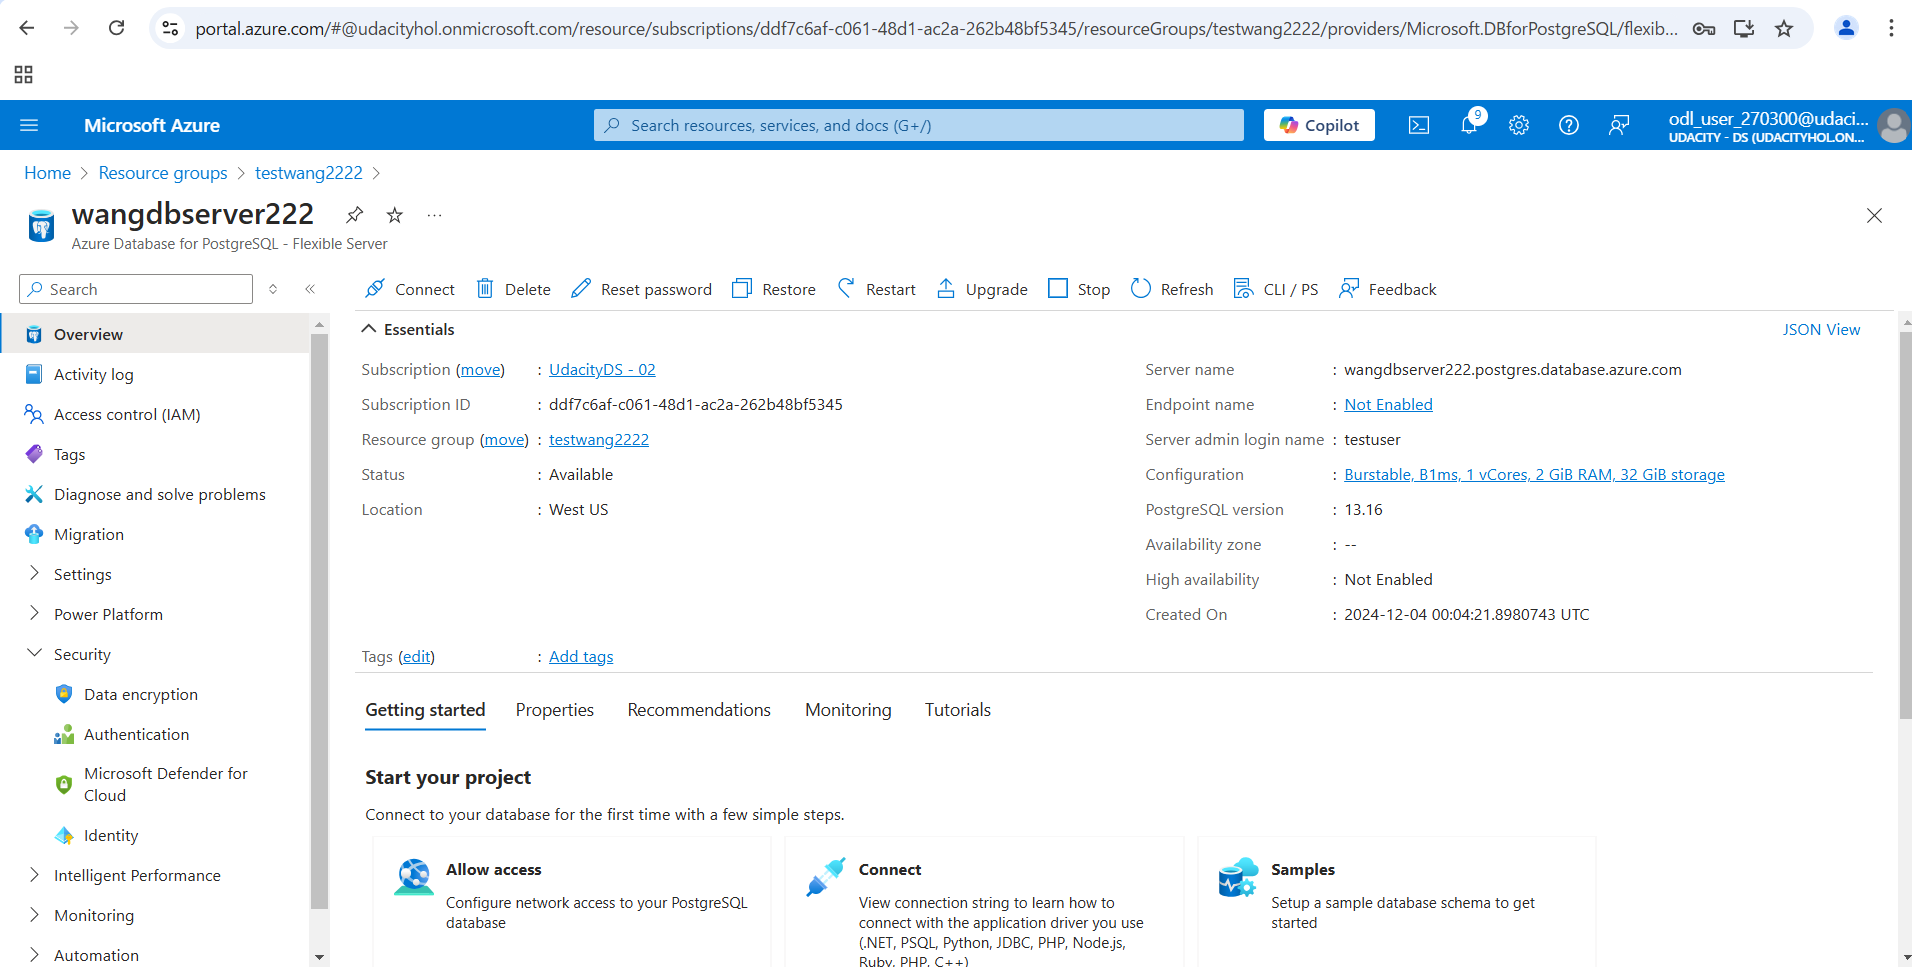 portal.azure.com/#@udacityhol.onmicrosoft.com/resource/subscriptions/ddf7c6af-c061-48d1-ac2a-262b48bf5345/resourceGroups/testwang2222/providers/Microsoft.DBforPostgreSQL/flexib...
Microsoft Azure
Search resources, services, and docs (G+/)
Copilot
9
odl_user_270300@udaci...
UDACITY - DS (UDACITYHOL.ON...
Home > Resource groups > testwang2222 >
wangdbserver222
Azure Database for PostgreSQL - Flexible Server
Search
Connect Delete Reset password Restore Restart Upgrade Stop Refresh CLI / PS Feedback
Overview
Activity log
Access control (IAM)
Tags
Diagnose and solve problems
Migration
Settings
Power Platform
Security
Data encryption
Authentication
Microsoft Defender for
Cloud
Identity
Intelligent Performance
Monitoring
Automation
Essentials
JSON View
Subscription (move) : UdacityDS - 02
Subscription ID : ddf7c6af-c061-48d1-ac2a-262b48bf5345
Resource group (move) : testwang2222
Status : Available
Location : West US
Server name : wangdbserver222.postgres.database.azure.com
Endpoint name : Not Enabled
Server admin login name : testuser
Configuration : Burstable, B1ms, 1 vCores, 2 GiB RAM, 32 GiB storage
PostgreSQL version : 13.16
Availability zone : --
High availability : Not Enabled
Created On : 2024-12-04 00:04:21.8980743 UTC
Tags (edit) : Add tags
Getting started Properties Recommendations Monitoring Tutorials
Start your project
Connect to your database for the first time with a few simple steps.
Allow access
Configure network access to your PostgreSQL
database
Connect
View connection string to learn how to
connect with the application driver you use
(.NET, PSQL, Python, JDBC, PHP, Node.js,
Ruby, PHP, C++)
Samples
Setup a sample database schema to get
started